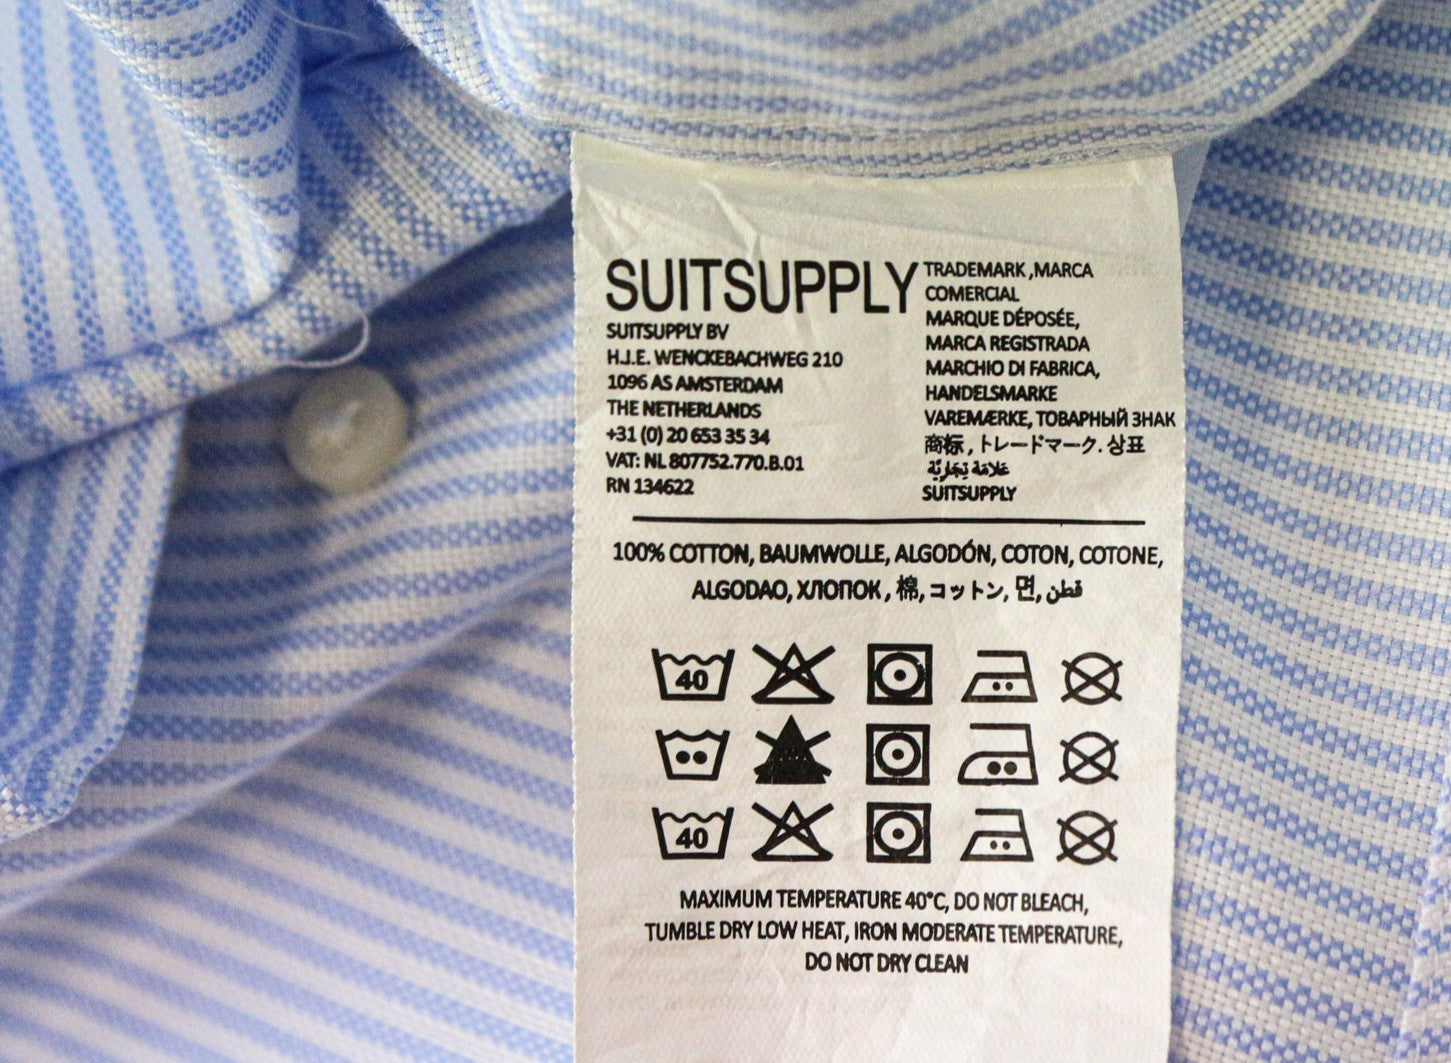 SUITSUPPLY
SUITSUPPLY BV
H.J.E. WENCKEBACHWEG 210
1096 AS AMSTERDAM
THE NETHERLANDS
+31 (0) 20 653 35 34
VAT: NL 807752.770.B.01
RN 134622
TRADEMARK ,MARCA
COMERCIAL
MARQUE DÉPOSÉE,
MARCA REGISTRADA
MARCHIO DI FABRICA,
HANDELSMARKE
VAREMÆRKE, ТОВАРНЫЙ ЗНАК
商标 , トレードマーク. 상표
علامة تجاريّة
SUITSUPPLY
100% COTTON, BAUMWOLLE, ALGODÓN, COTON, COTONE,
ALGODAO, ХЛОПОК , 棉, コットン, 면, قطن
40
40
MAXIMUM TEMPERATURE 40°C, DO NOT BLEACH,
TUMBLE DRY LOW HEAT, IRON MODERATE TEMPERATURE,
DO NOT DRY CLEAN